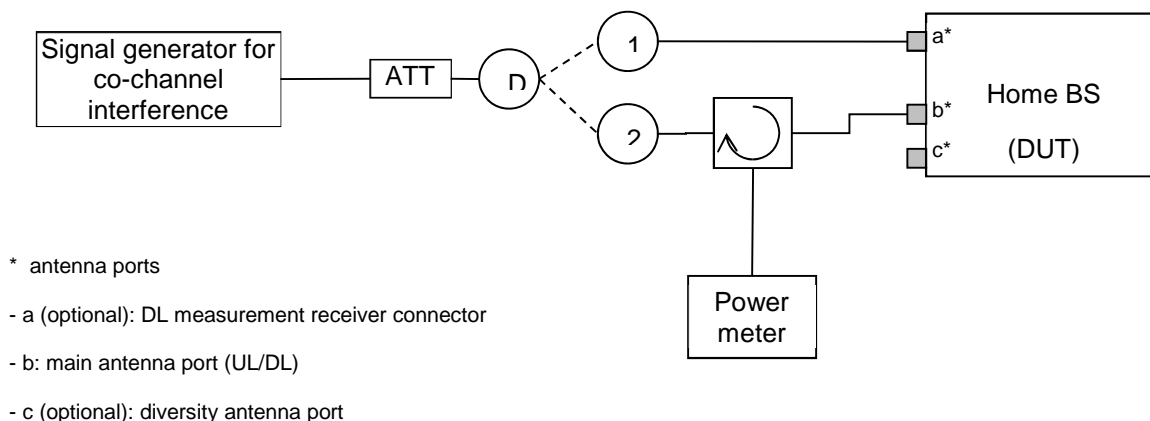 Signal generator for
co-channel
interference
ATT
D
1
2
a*
b*
c*
Home BS
(DUT)
Power
meter
* antenna ports
- a (optional): DL measurement receiver connector
- b: main antenna port (UL/DL)
- c (optional): diversity antenna port